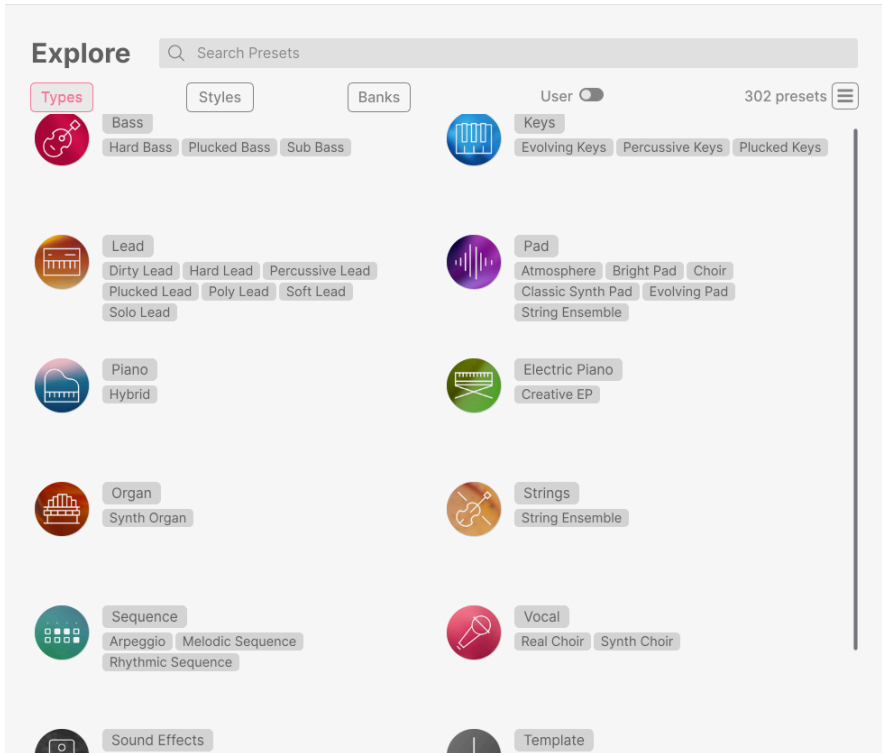 Explore
Search Presets
Types
Styles
Banks
User
302 presets
Bass
Hard Bass Plucked Bass Sub Bass
Keys
Evolving Keys Percussive Keys Plucked Keys
Lead
Dirty Lead Hard Lead Percussive Lead
Plucked Lead Poly Lead Soft Lead
Solo Lead
Pad
Atmosphere Bright Pad Choir
Classic Synth Pad Evolving Pad
String Ensemble
Piano
Hybrid
Electric Piano
Creative EP
Organ
Synth Organ
Strings
String Ensemble
Sequence
Arpeggio Melodic Sequence
Rhythmic Sequence
Vocal
Real Choir Synth Choir
Sound Effects
Template